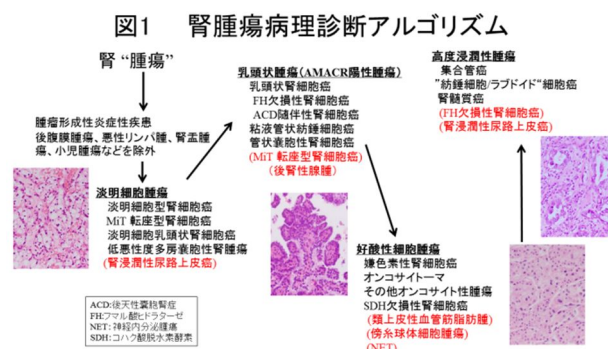 図1 腎腫瘍病理診断アルゴリズム
腎 “腫瘍”
腫瘤形成性炎症性疾患
後腹膜腫瘍、悪性リンパ腫、腎盂腫
瘍、小児腫瘍などを除外
淡明細胞腫瘍
淡明細胞型腎細胞癌
MiT 転座型腎細胞癌
淡明細胞乳頭状腎細胞癌
低悪性度多房嚢胞性腎腫瘍
(腎浸潤性尿路上皮癌)
乳頭状腫瘍(AMACR陽性腫瘍)
乳頭状腎細胞癌
FH欠損性腎細胞癌
ACD随伴性腎細胞癌
粘液管状紡錘細胞癌
管状嚢胞性腎細胞癌
(MiT 転座型腎細胞癌)
(後腎性腺腫)
好酸性細胞腫瘍
嫌色素性腎細胞癌
オンコサイトーマ
その他オンコサイト性腫瘍
SDH欠損性腎細胞癌
(類上皮性血管筋脂肪腫)
(傍糸球体細胞腫瘍)
(NET)
高度浸潤性腫瘍
集合管癌
”紡錘細胞/ラブドイド“細胞癌
腎髄質癌
(FH欠損性腎細胞癌)
(腎浸潤性尿路上皮癌)
ACD:後天性嚢胞腎症
FH:フマル酸ヒドラターゼ
NET:神経内分泌腫瘍
SDH:コハク酸脱水素酵素